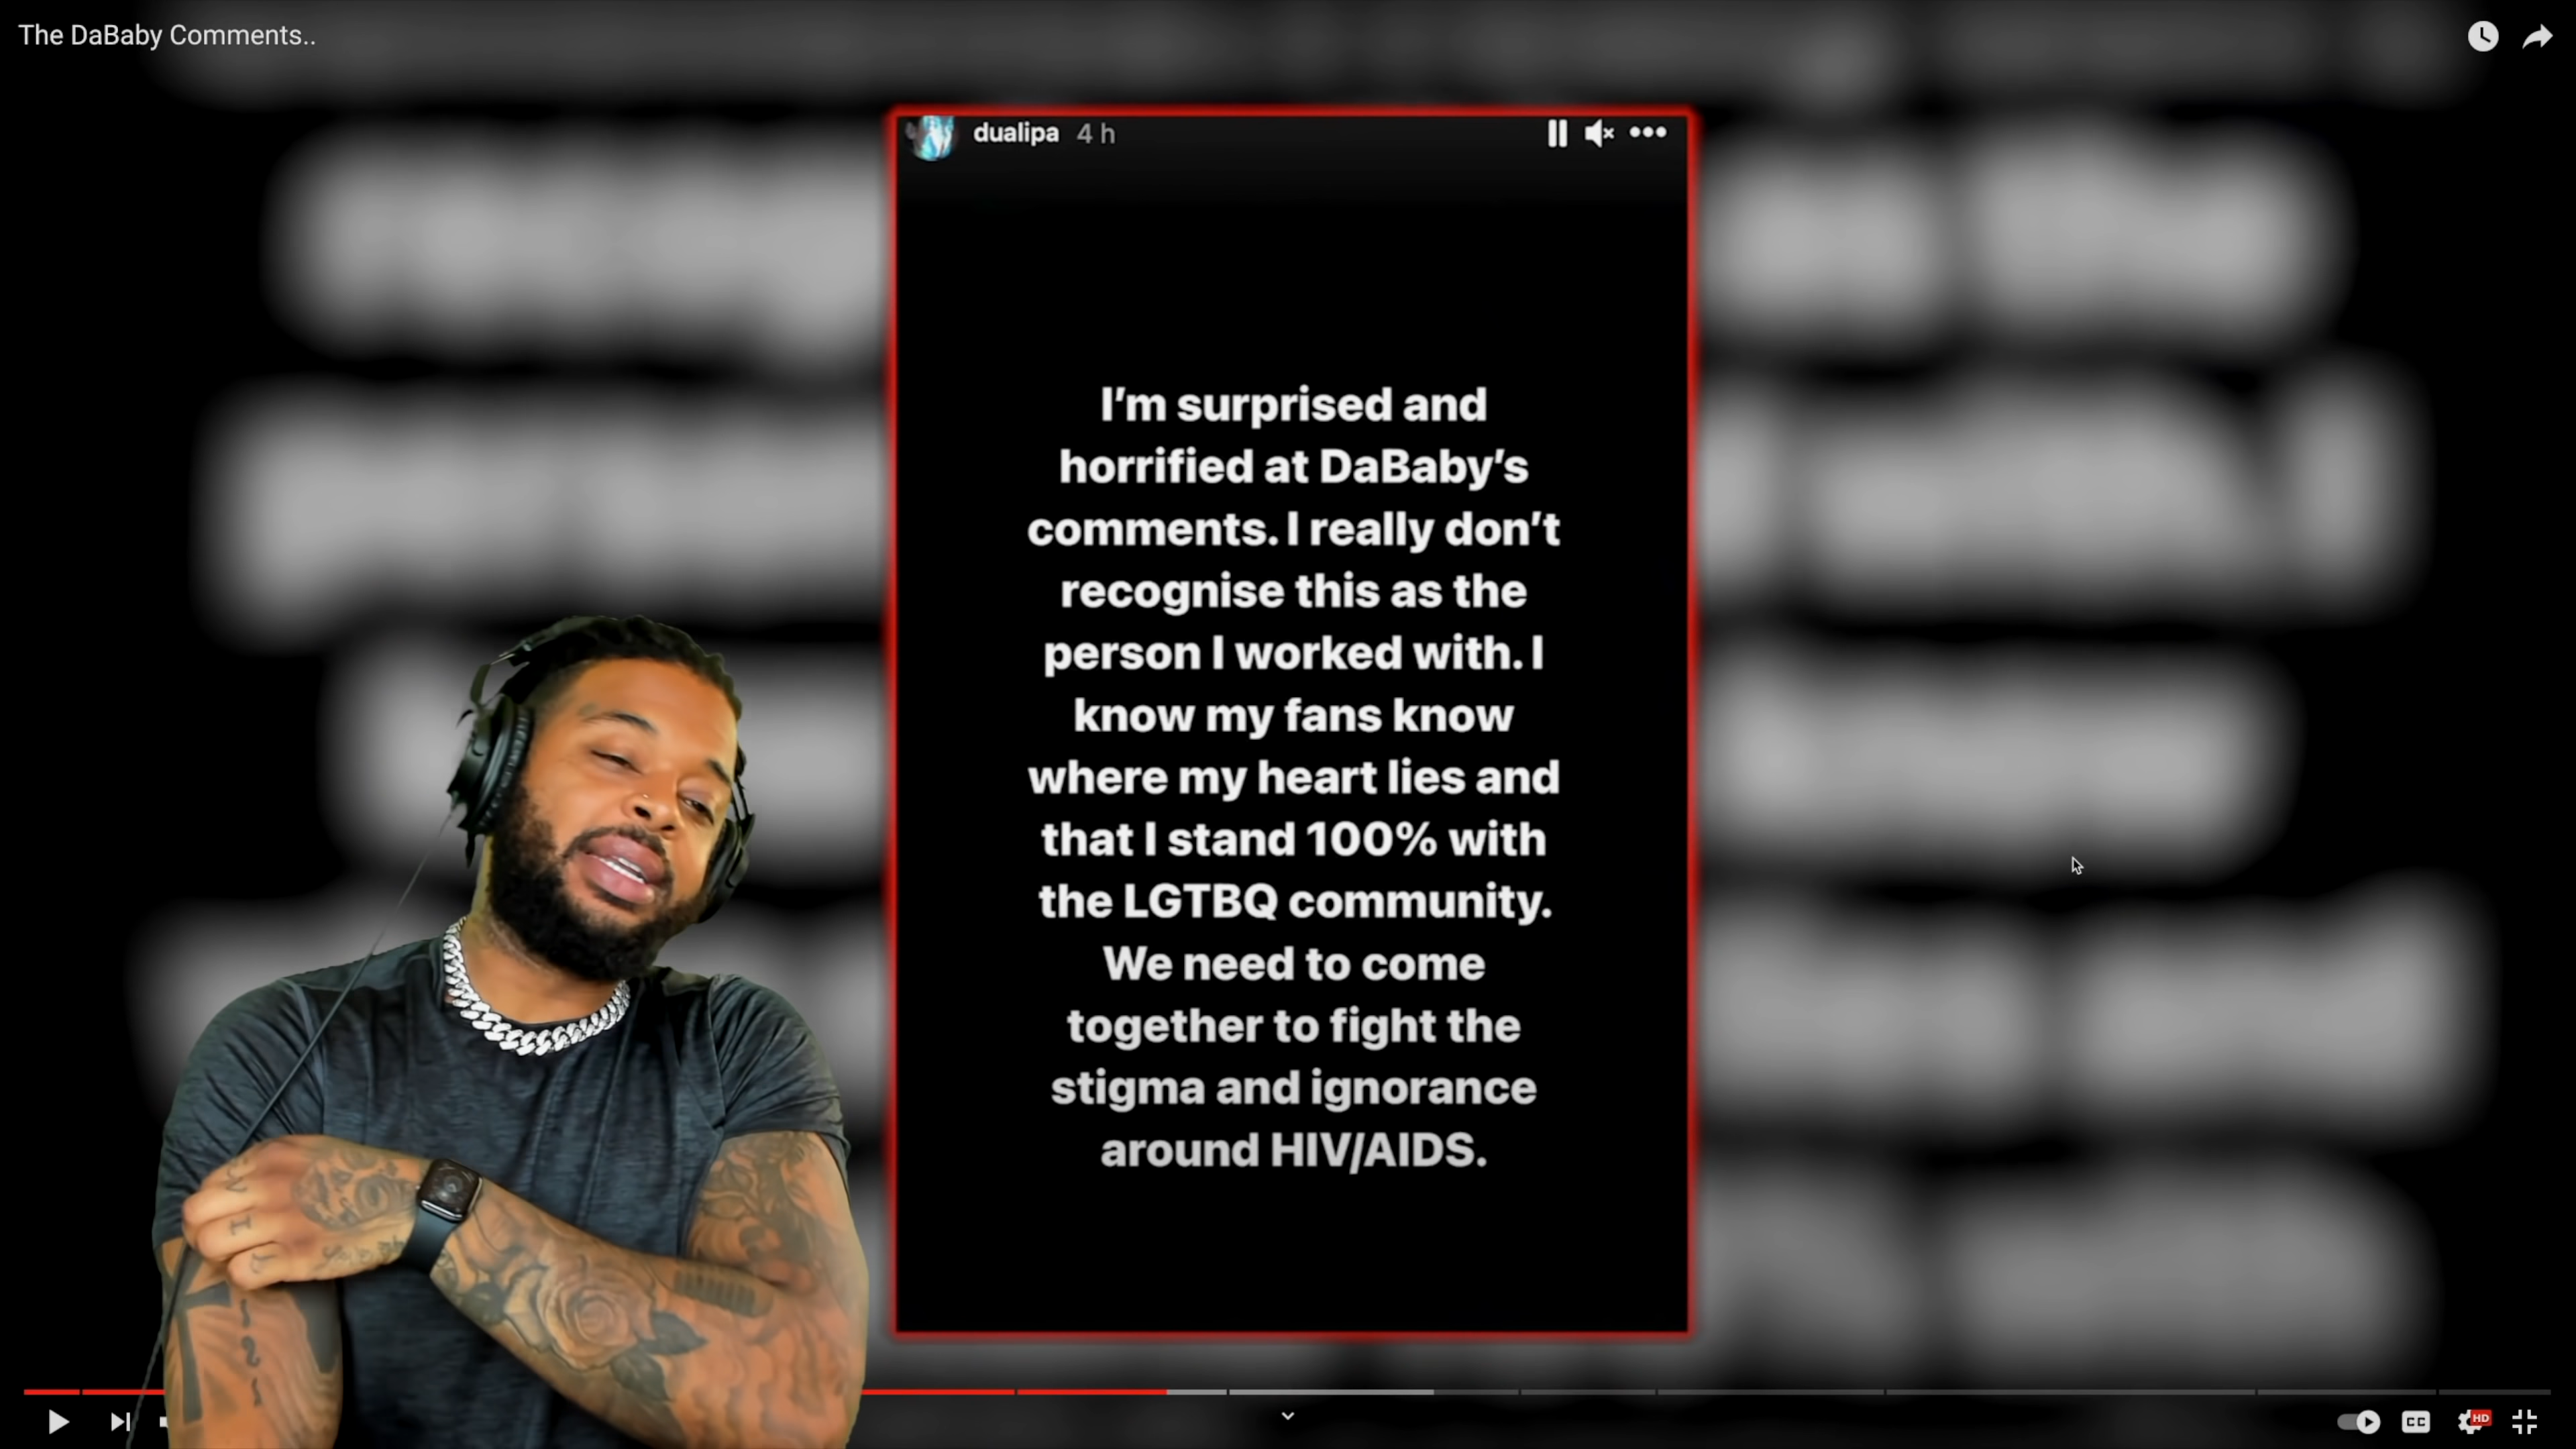 The DaBaby Comments..
dualipa 4 h
I'm surprised and
horrified at DaBaby's
comments. I really don't
recognise this as the
person I worked with. I
know my fans know
where my heart lies and
that I stand 100% with
the LGTBQ community.
We need to come
together to fight the
stigma and ignorance
around HIV/AIDS.
CC HD